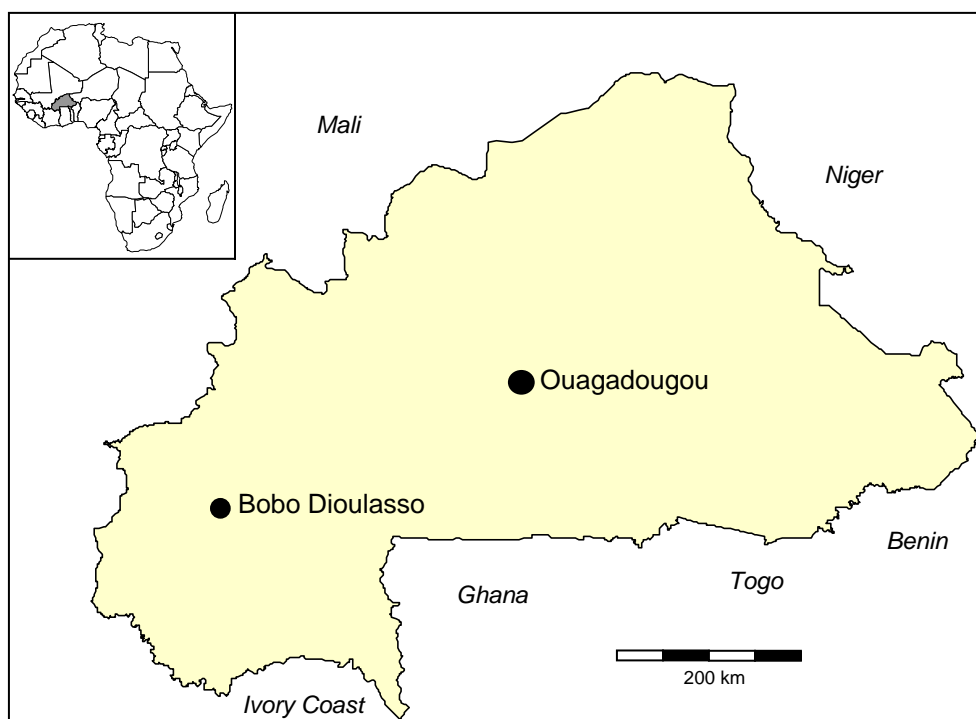 Mali
Niger
Ouagadougou
Bobo Dioulasso
Benin
Togo
Ghana
200 km
Ivory Coast